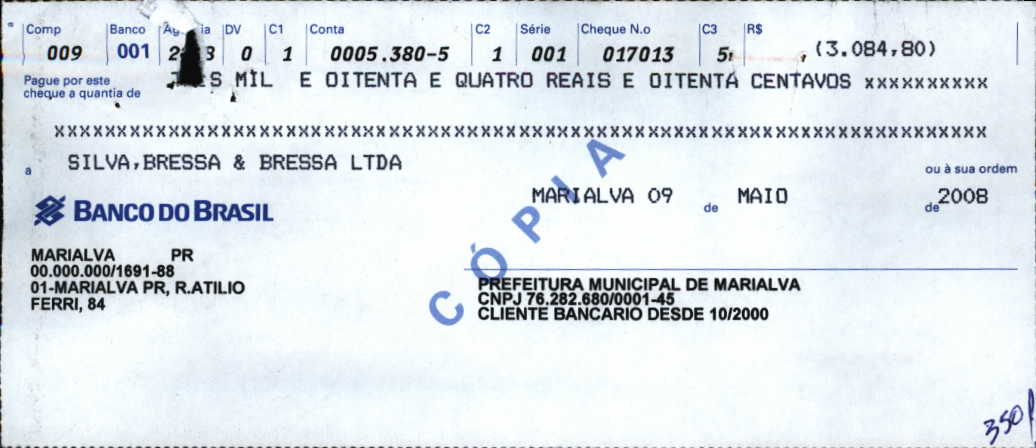 Comp Banco DV C1 Conta C2 Série Cheque N.o C3 R$
009 001 0 1 0005.380-5 1 001 017013 5 (3.084,80)
Pague por este
cheque a quantia de
MIL E OITENTA E QUATRO REAIS E OITENTA CENTAVOS xxxxxxxxxx
a SILVA,BRESSA & BRESSA LTDA ou à sua ordem
MARIALVA 09 de MAIO de 2008
BANCO DO BRASIL
MARIALVA PR
00.000.000/1691-88
01-MARIALVA PR, R.ATILIO
FERRI, 84
PREFEITURA MUNICIPAL DE MARIALVA
CNPJ 76.282.680/0001-45
CLIENTE BANCARIO DESDE 10/2000
CÓPIA